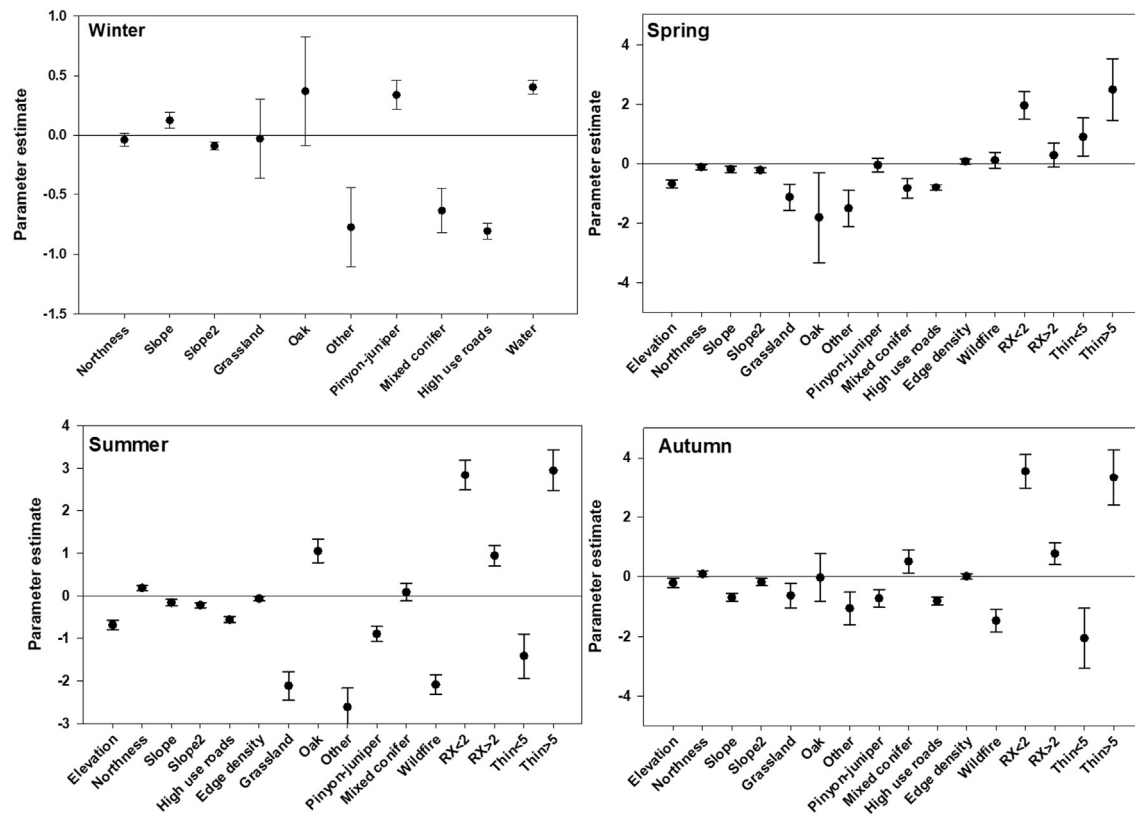 Winter
Parameter estimate
1.0
0.5
0.0
-0.5
-1.0
-1.5
Northness
Slope
Slope2
Grassland
Oak
Other
Pinyon-juniper
Mixed conifer
High use roads
Water
Spring
Parameter estimate
4
2
0
-2
-4
Elevation
Northness
Slope
Slope2
Grassland
Oak
Other
Pinyon-juniper
Mixed conifer
High use roads
Edge density
Wildfire
RX<2
RX>2
Thin<5
Thin>5
Summer
Parameter estimate
4
3
2
1
0
-1
-2
-3
Elevation
Northness
Slope
Slope2
High use roads
Edge density
Grassland
Oak
Other
Pinyon-juniper
Mixed conifer
Wildfire
RX<2
RX>2
Thin<5
Thin>5
Autumn
Parameter estimate
4
2
0
-2
-4
Elevation
Northness
Slope
Slope2
Grassland
Oak
Other
Pinyon-juniper
Mixed conifer
High use roads
Edge density
Wildfire
RX<2
RX>2
Thin<5
Thin>5